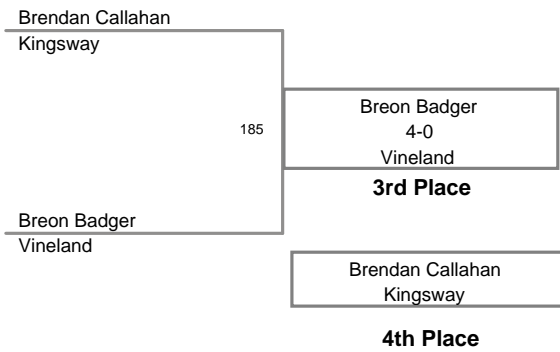 Brendan Callahan
Kingsway
185
Breon Badger
4-0
Vineland
3rd Place
Breon Badger
Vineland
Brendan Callahan
Kingsway
4th Place